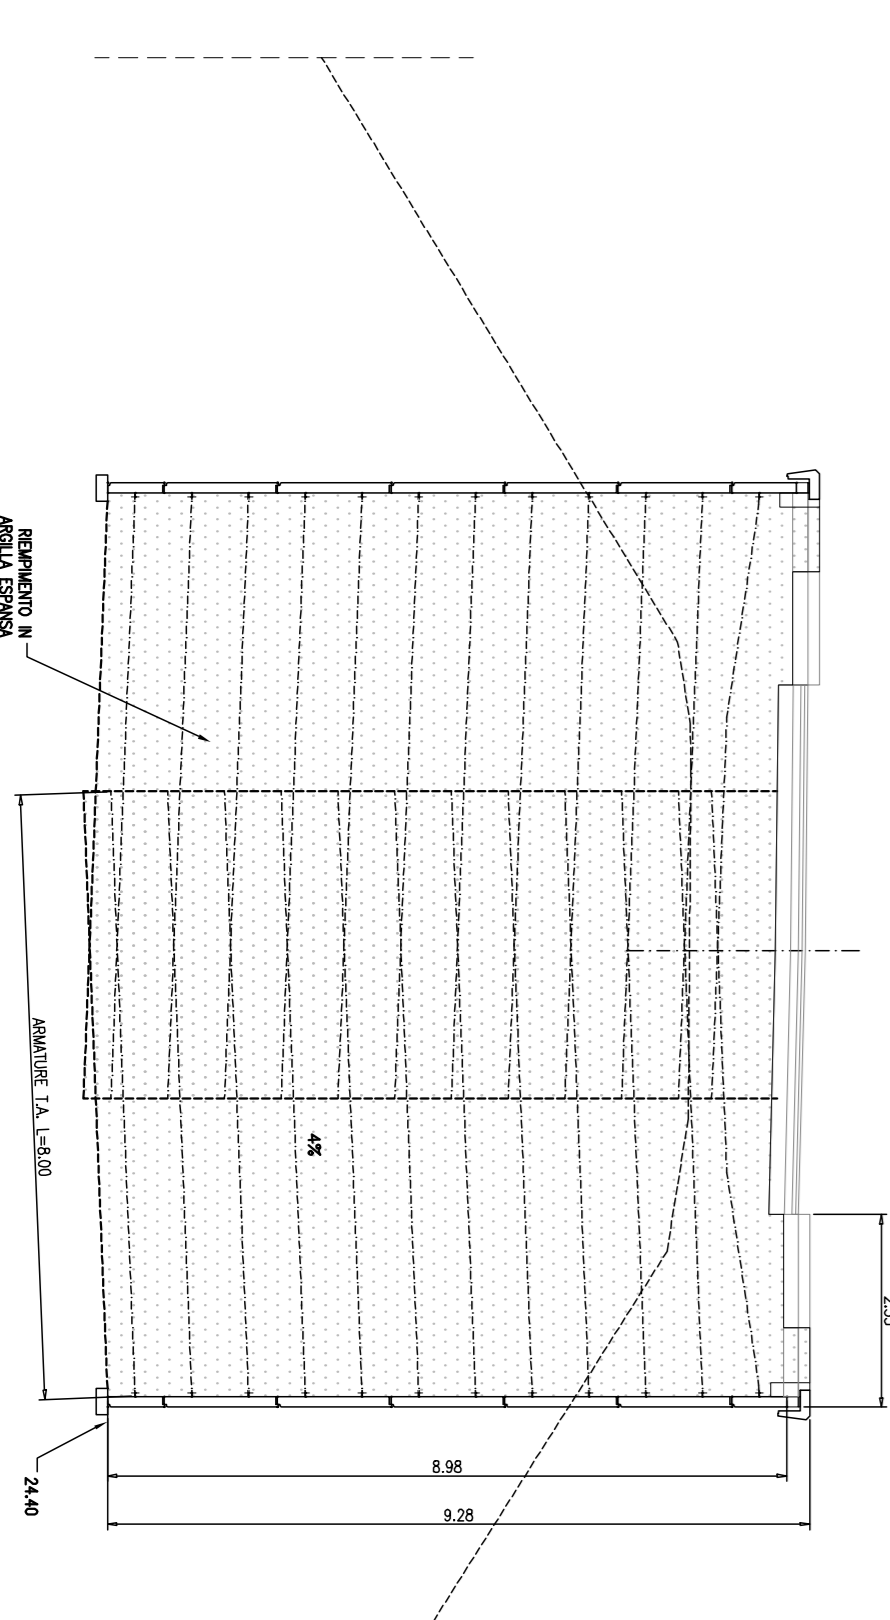 RIEMPIMENTO IN
ARGILLA ESPANSA
ARMATURE T.A. L=8.00
4%
24.40
8.98
9.28